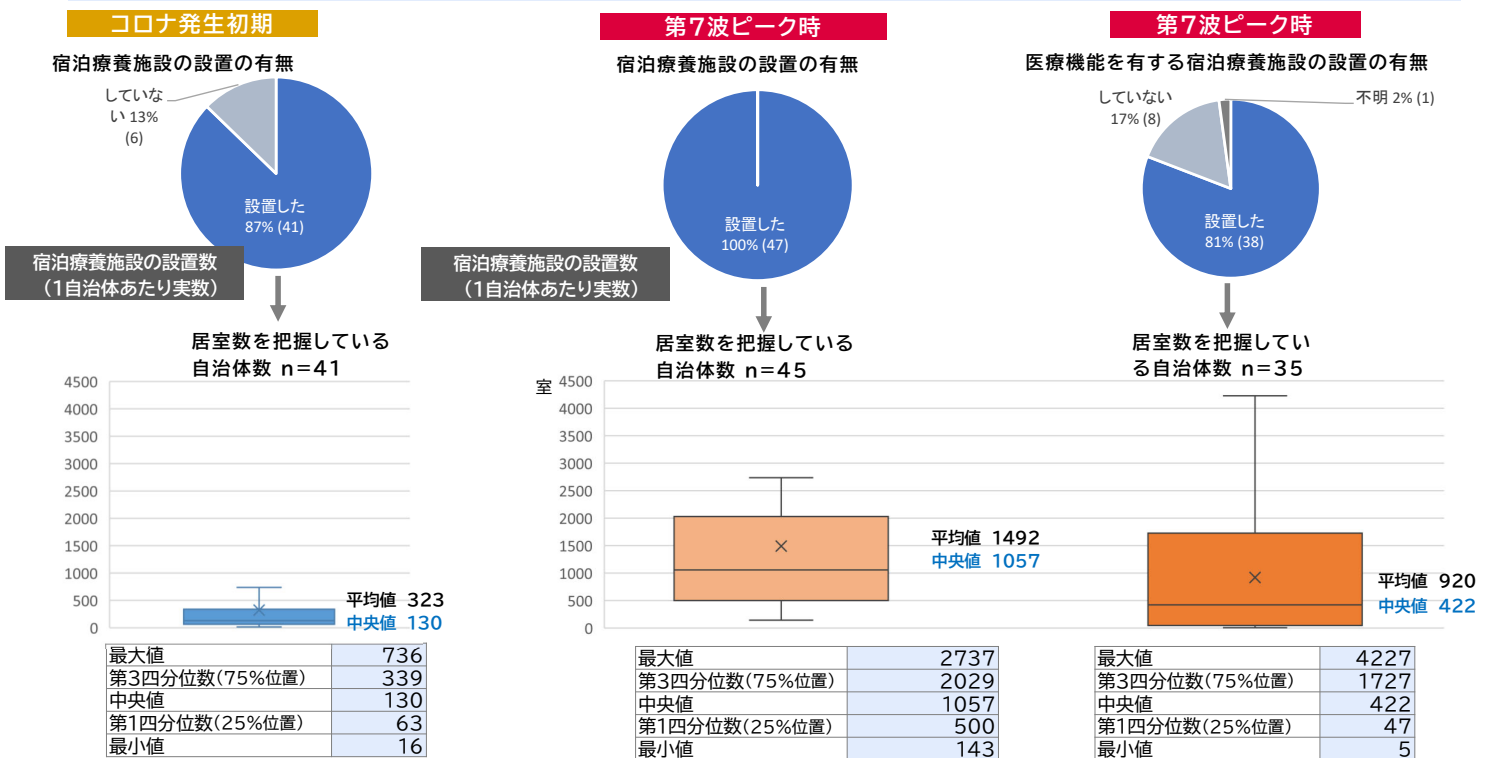 コロナ発生初期
宿泊療養施設の設置の有無
していな
い 13%
(6)
設置した
87% (41)
宿泊療養施設の設置数
（1自治体あたり実数）
居室数を把握している
自治体数 n=41
4500
4000
3500
3000
2500
2000
1500
1000
500
0
平均値 323
中央値 130
最大値 736
第3四分位数(75%位置) 339
中央値 130
第1四分位数(25%位置) 63
最小値 16
第7波ピーク時
宿泊療養施設の設置の有無
設置した
100% (47)
宿泊療養施設の設置数
（1自治体あたり実数）
居室数を把握している
自治体数 n=45
室
4500
4000
3500
3000
2500
2000
1500
1000
500
0
平均値 1492
中央値 1057
最大値 2737
第3四分位数(75%位置) 2029
中央値 1057
第1四分位数(25%位置) 500
最小値 143
第7波ピーク時
医療機能を有する宿泊療養施設の設置の有無
していない
17% (8)
不明 2% (1)
設置した
81% (38)
居室数を把握してい
る自治体数 n=35
平均値 920
中央値 422
最大値 4227
第3四分位数(75%位置) 1727
中央値 422
第1四分位数(25%位置) 47
最小値 5